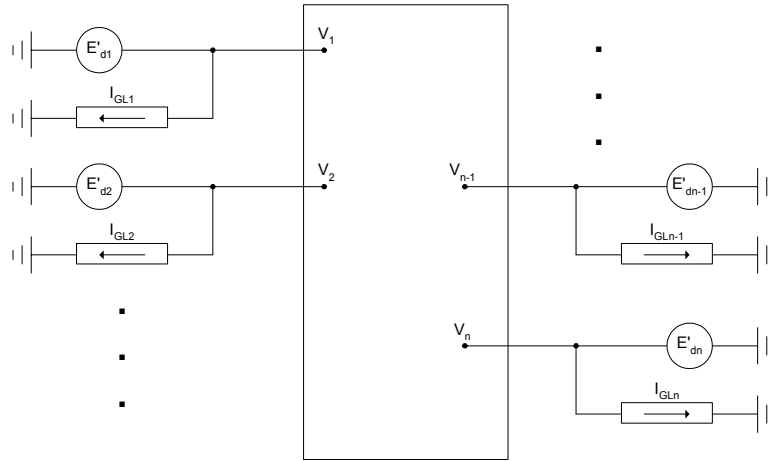 E'd1
V1
IGL1
E'd2
V2
IGL2
Vn-1
E'dn-1
IGLn-1
Vn
E'dn
IGLn